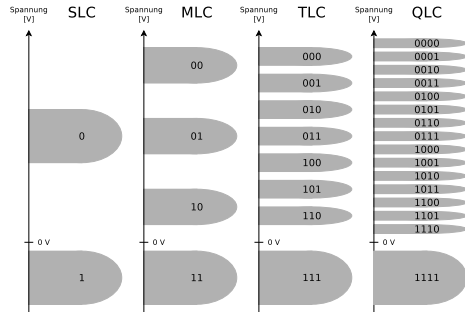 Spannung
[V]
SLC
0
0 V
1
Spannung
[V]
MLC
00
01
10
0 V
11
Spannung
[V]
TLC
000
001
010
011
100
101
110
0 V
111
Spannung
[V]
QLC
0000
0001
0010
0011
0100
0101
0110
0111
1000
1001
1010
1011
1100
1101
1110
0 V
1111